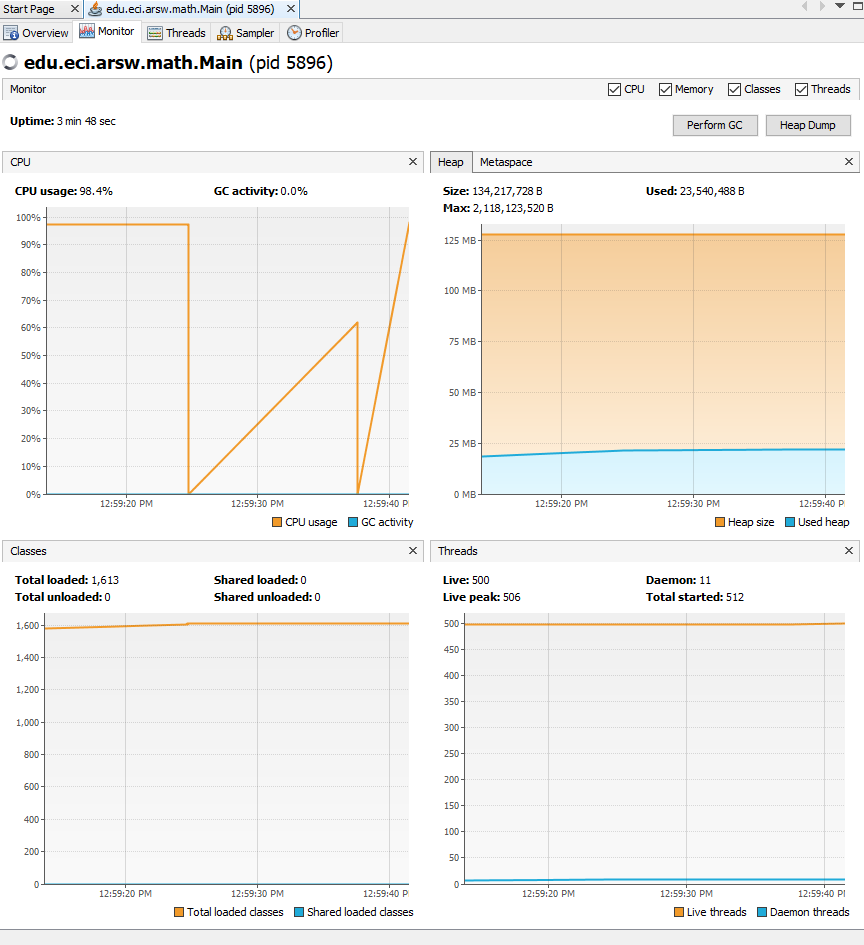 Start Page edu.eci.arsw.math.Main (pid 5896)
Overview Monitor Threads Sampler Profiler
edu.eci.arsw.math.Main (pid 5896)
Monitor CPU Memory Classes Threads
Uptime: 3 min 48 sec
Perform GC Heap Dump
CPU
CPU usage: 98.4% GC activity: 0.0%
100%
90%
80%
70%
60%
50%
40%
30%
20%
10%
0%
12:59:20 PM 12:59:30 PM 12:59:40 P
CPU usage GC activity
Heap Metaspace
Size: 134,217,728 B Used: 23,540,488 B
Max: 2,118,123,520 B
125 MB
100 MB
75 MB
50 MB
25 MB
0 MB
12:59:20 PM 12:59:30 PM 12:59:40 P
Heap size Used heap
Classes
Total loaded: 1,613 Shared loaded: 0
Total unloaded: 0 Shared unloaded: 0
1,600
1,400
1,200
1,000
800
600
400
200
0
12:59:20 PM 12:59:30 PM 12:59:40 P
Total loaded classes Shared loaded classes
Threads
Live: 500 Daemon: 11
Live peak: 506 Total started: 512
500
450
400
350
300
250
200
150
100
50
0
12:59:20 PM 12:59:30 PM 12:59:40 P
Live threads Daemon threads